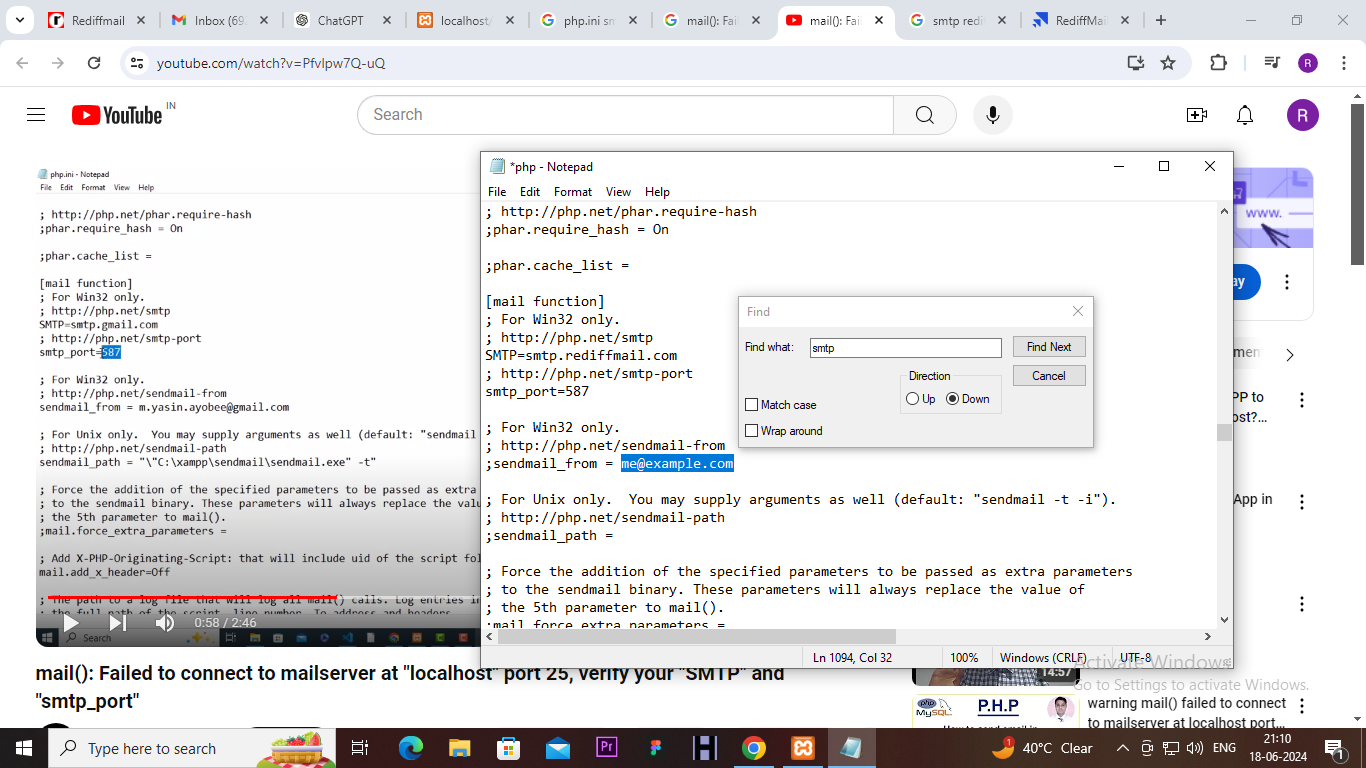 Rediffmail
Inbox (69
ChatGPT
localhost/
php.ini sm
mail(): Fai
mail(): Fai
smtp redif
RediffMai
youtube.com/watch?v=PfvIpw7Q-uQ
YouTube IN
Search
R
php.ini - Notepad
File Edit Format View Help
; http://php.net/phar.require-hash
;phar.require_hash = On
;phar.cache_list =
[mail function]
; For Win32 only.
; http://php.net/smtp
SMTP=smtp.gmail.com
; http://php.net/smtp-port
smtp_port=587
; For Win32 only.
; http://php.net/sendmail-from
sendmail_from = m.yasin.ayobee@gmail.com
; For Unix only.  You may supply arguments as well (default: "sendmail
; http://php.net/sendmail-path
sendmail_path = "\"C:\xampp\sendmail\sendmail.exe" -t"
; Force the addition of the specified parameters to be passed as extra
; to the sendmail binary. These parameters will always replace the valu
; the 5th parameter to mail().
;mail.force_extra_parameters =
; Add X-PHP-Originating-Script: that will include uid of the script fol
mail.add_x_header=Off
; The path to a log file that will log all mail() calls. Log entries in
; the full path of the script, line number, To address and headers.
0:58 / 2:46
Search
*php - Notepad
File Edit Format View Help
; http://php.net/phar.require-hash
;phar.require_hash = On
;phar.cache_list =
[mail function]
; For Win32 only.
; http://php.net/smtp
SMTP=smtp.rediffmail.com
; http://php.net/smtp-port
smtp_port=587
; For Win32 only.
; http://php.net/sendmail-from
;sendmail_from = me@example.com
; For Unix only.  You may supply arguments as well (default: "sendmail -t -i").
; http://php.net/sendmail-path
;sendmail_path =
; Force the addition of the specified parameters to be passed as extra parameters
; to the sendmail binary. These parameters will always replace the value of
; the 5th parameter to mail().
;mail.force_extra_parameters =
Ln 1094, Col 32 100% Windows (CRLF) UTF-8
Find
Find what: smtp
Find Next
Cancel
Direction
Up Down
Match case
Wrap around
www.
ay
men
PP to
ost?...
App in
14:57
Activate Windows
Go to Settings to activate Windows.
mail(): Failed to connect to mailserver at "localhost" port 25, verify your "SMTP" and
"smtp_port"
php
MySQL
P.H.P
warning mail() failed to connect
to mailserver at localhost port...
Type here to search
Pr
40°C Clear
ENG
21:10
18-06-2024
1